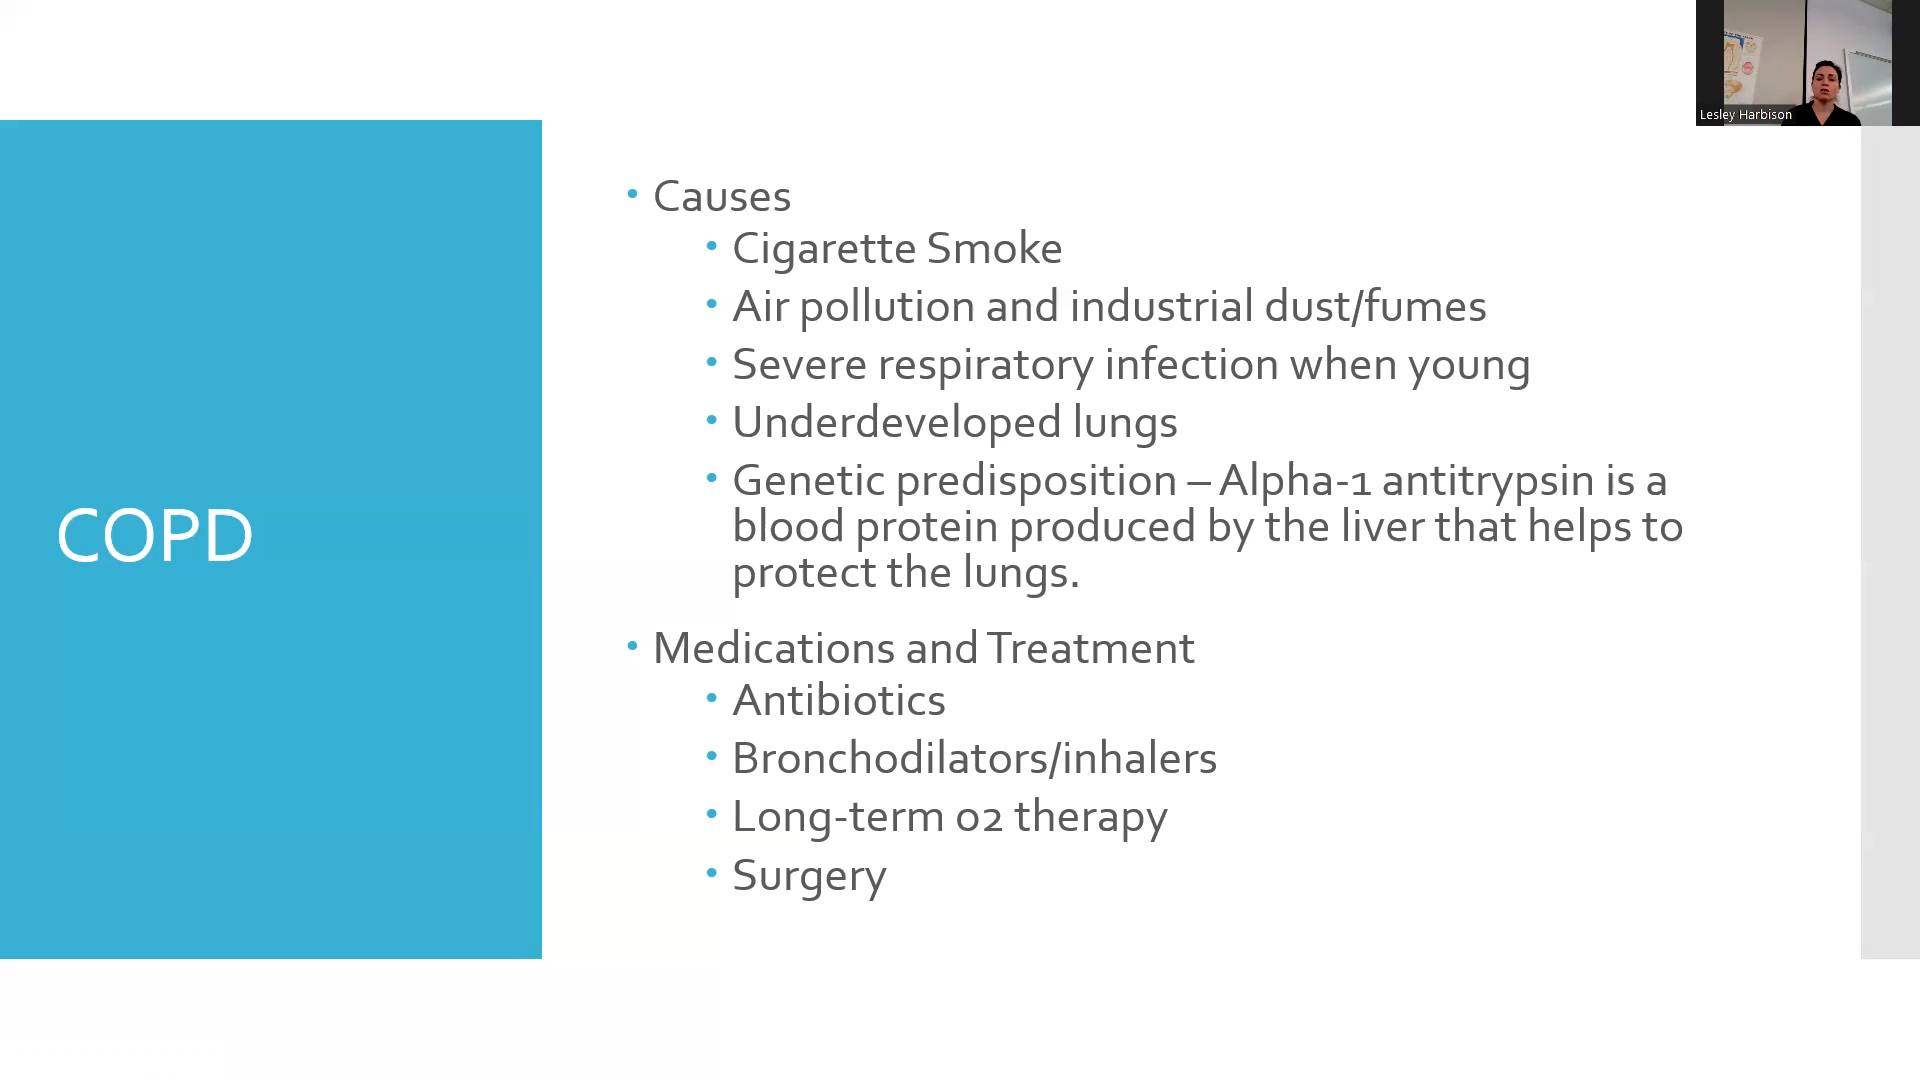 Lesley Harbison
COPD
• Causes
• Cigarette Smoke
• Air pollution and industrial dust/fumes
• Severe respiratory infection when young
• Underdeveloped lungs
• Genetic predisposition – Alpha-1 antitrypsin is a
blood protein produced by the liver that helps to
protect the lungs.
• Medications and Treatment
• Antibiotics
• Bronchodilators/inhalers
• Long-term o2 therapy
• Surgery